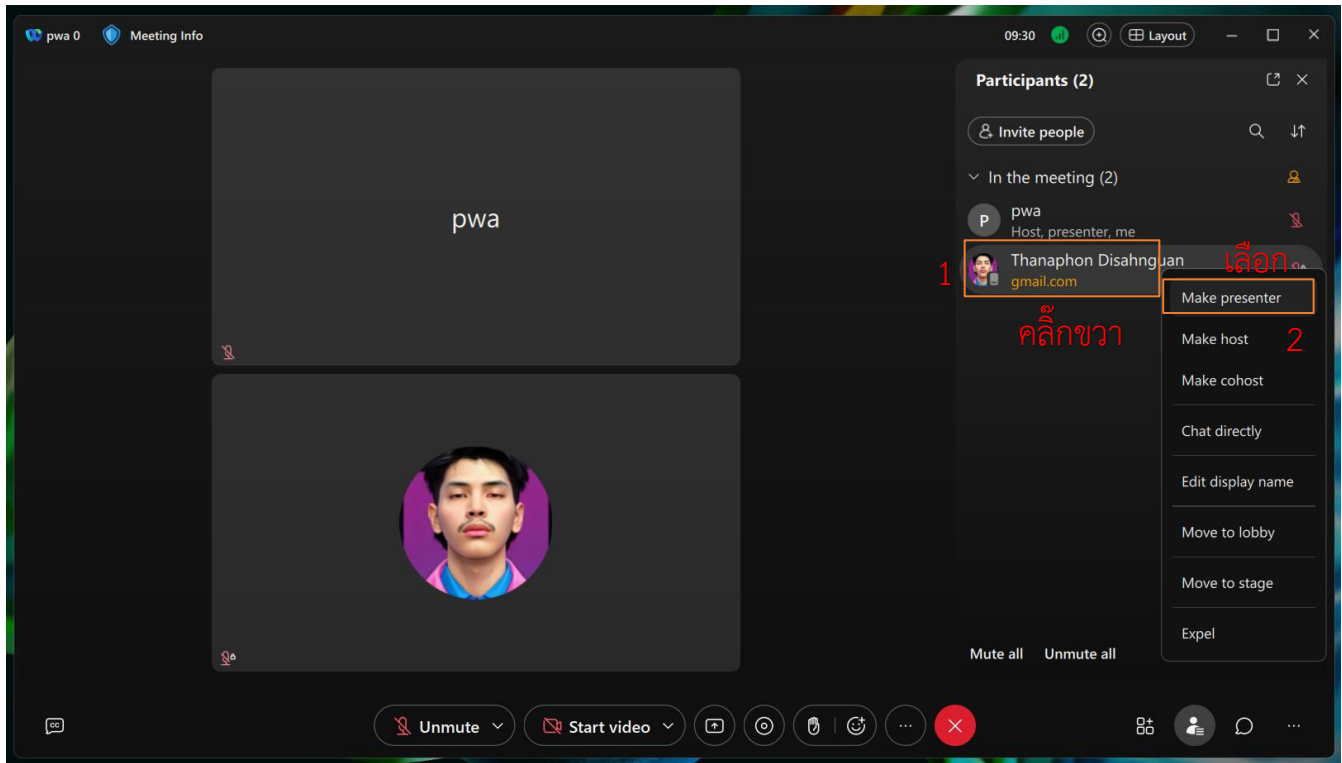 pwa 0 Meeting Info 09:30 Layout
Participants (2)
Invite people
In the meeting (2)
pwa
P pwa
Host, presenter, me
Thanaphon Disahnguan
gmail.com
1
เลือก
คลิ๊กขวา
Make presenter
2
Make host
Make cohost
Chat directly
Edit display name
Move to lobby
Move to stage
Expel
Mute all Unmute all
CC Unmute Start video